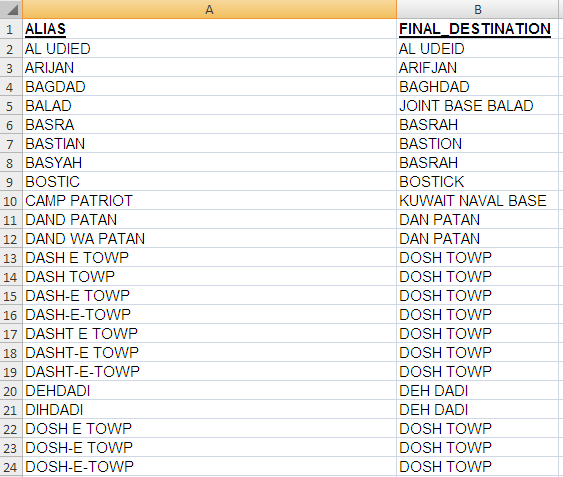 A B
1 ALIAS FINAL_DESTINATION
2 AL UDIED AL UDEID
3 ARIJAN ARIFJAN
4 BAGDAD BAGHDAD
5 BALAD JOINT BASE BALAD
6 BASRA BASRAH
7 BASTIAN BASTION
8 BASYAH BASRAH
9 BOSTIC BOSTICK
10 CAMP PATRIOT KUWAIT NAVAL BASE
11 DAND PATAN DAN PATAN
12 DAND WA PATAN DAN PATAN
13 DASH E TOWP DOSH TOWP
14 DASH TOWP DOSH TOWP
15 DASH-E TOWP DOSH TOWP
16 DASH-E-TOWP DOSH TOWP
17 DASHT E TOWP DOSH TOWP
18 DASHT-E TOWP DOSH TOWP
19 DASHT-E-TOWP DOSH TOWP
20 DEHDADI DEH DADI
21 DIHDADI DEH DADI
22 DOSH E TOWP DOSH TOWP
23 DOSH-E TOWP DOSH TOWP
24 DOSH-E-TOWP DOSH TOWP